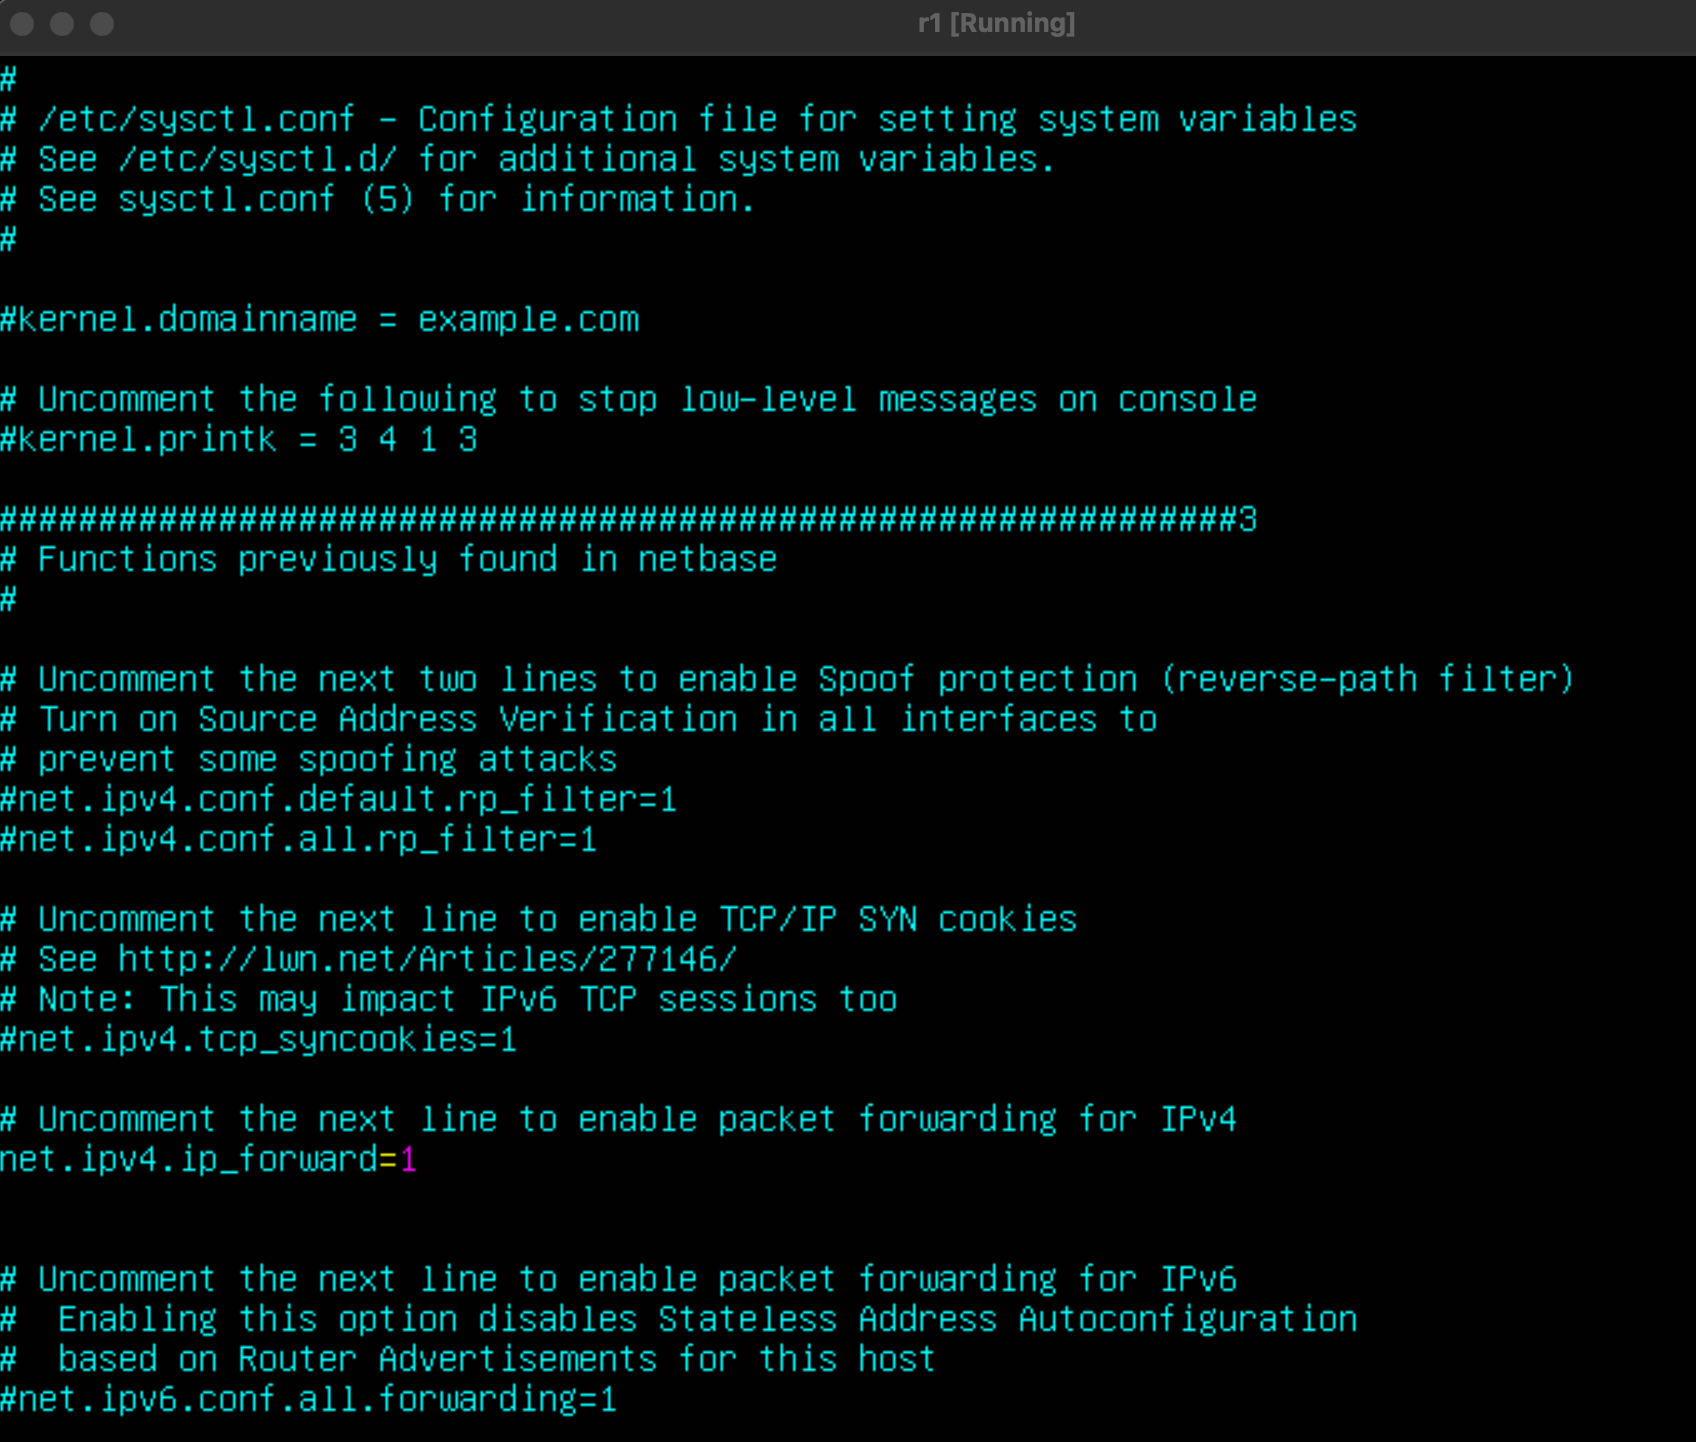 r1 [Running]
#
# /etc/sysctl.conf - Configuration file for setting system variables
# See /etc/sysctl.d/ for additional system variables.
# See sysctl.conf (5) for information.
#
#kernel.domainname = example.com
# Uncomment the following to stop low-level messages on console
#kernel.printk = 3 4 1 3
##############################################################3
# Functions previously found in netbase
#
# Uncomment the next two lines to enable Spoof protection (reverse-path filter)
# Turn on Source Address Verification in all interfaces to
# prevent some spoofing attacks
#net.ipv4.conf.default.rp_filter=1
#net.ipv4.conf.all.rp_filter=1
# Uncomment the next line to enable TCP/IP SYN cookies
# See http://lwn.net/Articles/277146/
# Note: This may impact IPv6 TCP sessions too
#net.ipv4.tcp_syncookies=1
# Uncomment the next line to enable packet forwarding for IPv4
net.ipv4.ip_forward=1
# Uncomment the next line to enable packet forwarding for IPv6
#  Enabling this option disables Stateless Address Autoconfiguration
#  based on Router Advertisements for this host
#net.ipv6.conf.all.forwarding=1